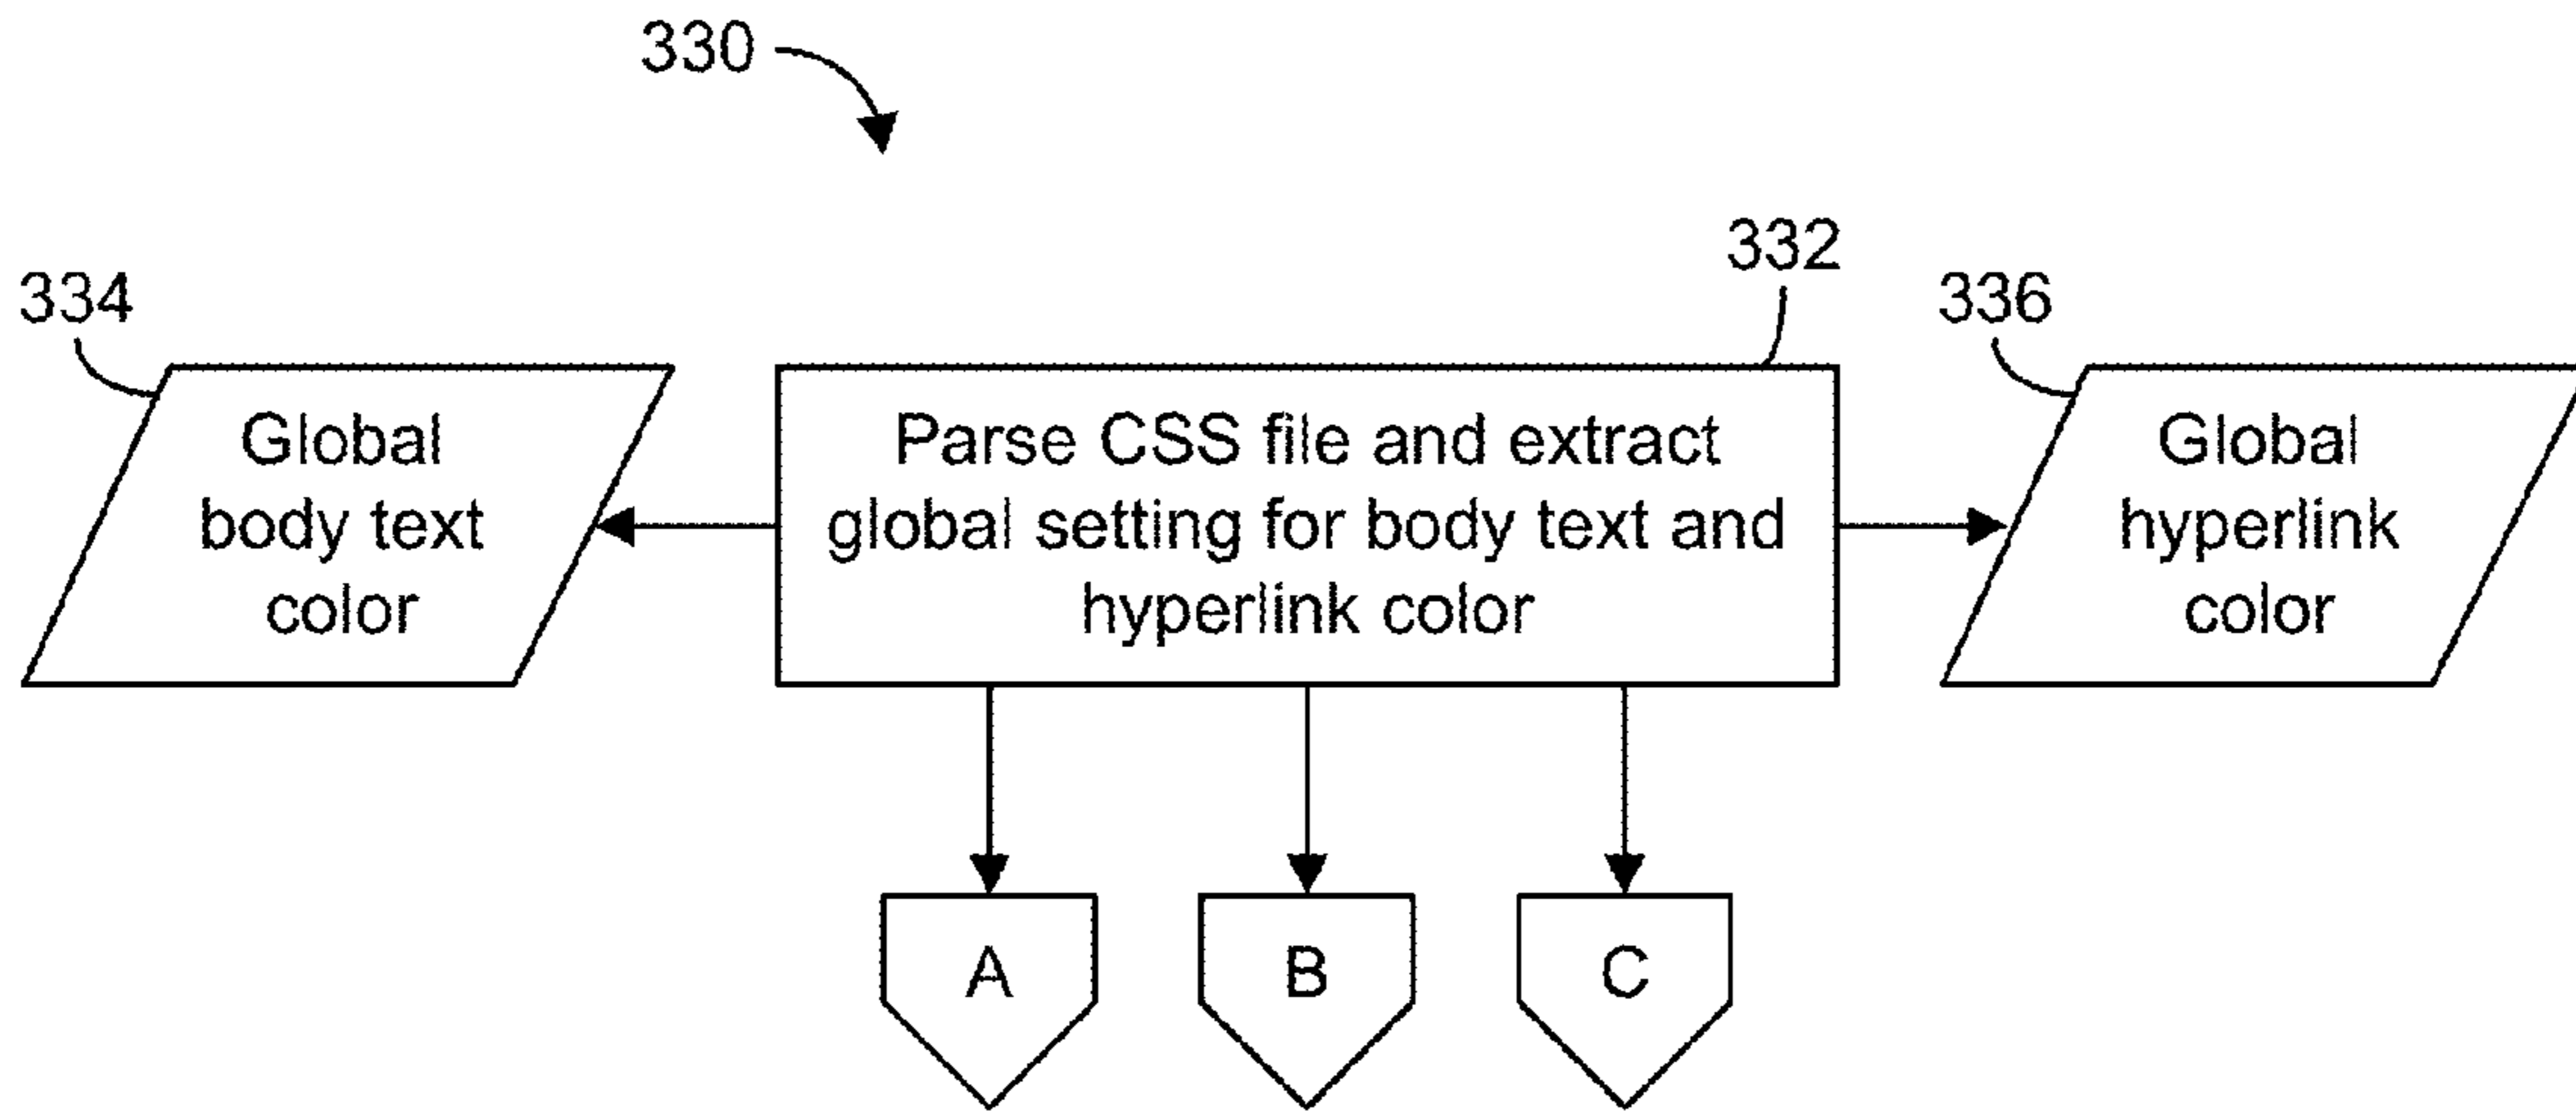 330
332
334
336
Global
body text
color
Parse CSS file and extract
global setting for body text and
hyperlink color
Global
hyperlink
color
A
B
C